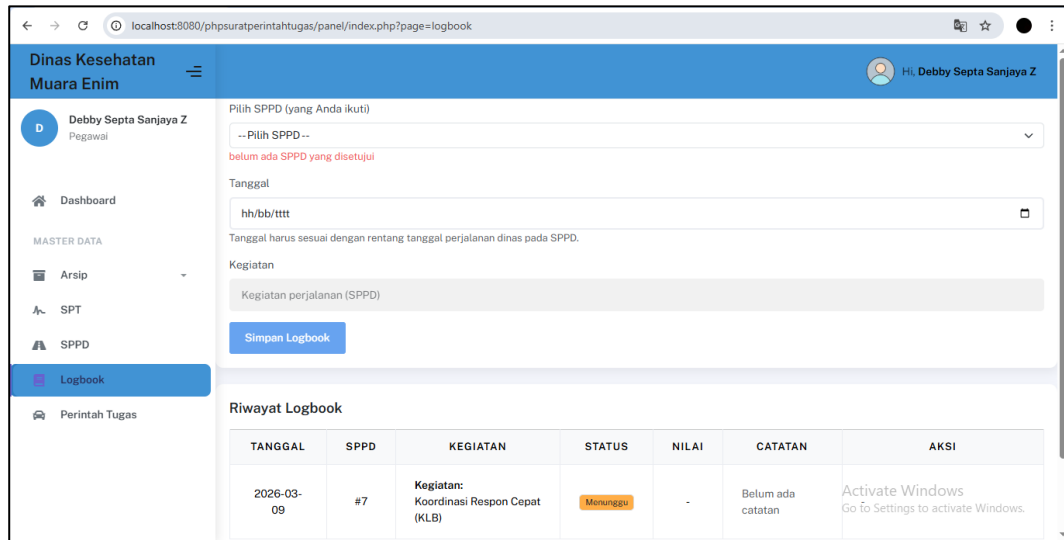 localhost:8080/phpsuratperintahtugas/panel/index.php?page=logbook
Dinas Kesehatan
Muara Enim
Hi, Debby Septa Sanjaya Z
D
Debby Septa Sanjaya Z
Pegawai
Dashboard
MASTER DATA
Arsip
SPT
SPPD
Logbook
Perintah Tugas
Pilih SPPD (yang Anda ikuti)
-- Pilih SPPD --
belum ada SPPD yang disetujui
Tanggal
hh/bb/tttt
Tanggal harus sesuai dengan rentang tanggal perjalanan dinas pada SPPD.
Kegiatan
Kegiatan perjalanan (SPPD)
Simpan Logbook
Riwayat Logbook
TANGGAL SPPD KEGIATAN STATUS NILAI CATATAN AKSI
2026-03-
09
#7
Kegiatan:
Koordinasi Respon Cepat
(KLB)
Menunggu
-
Belum ada
catatan
-
Activate Windows
Go to Settings to activate Windows.